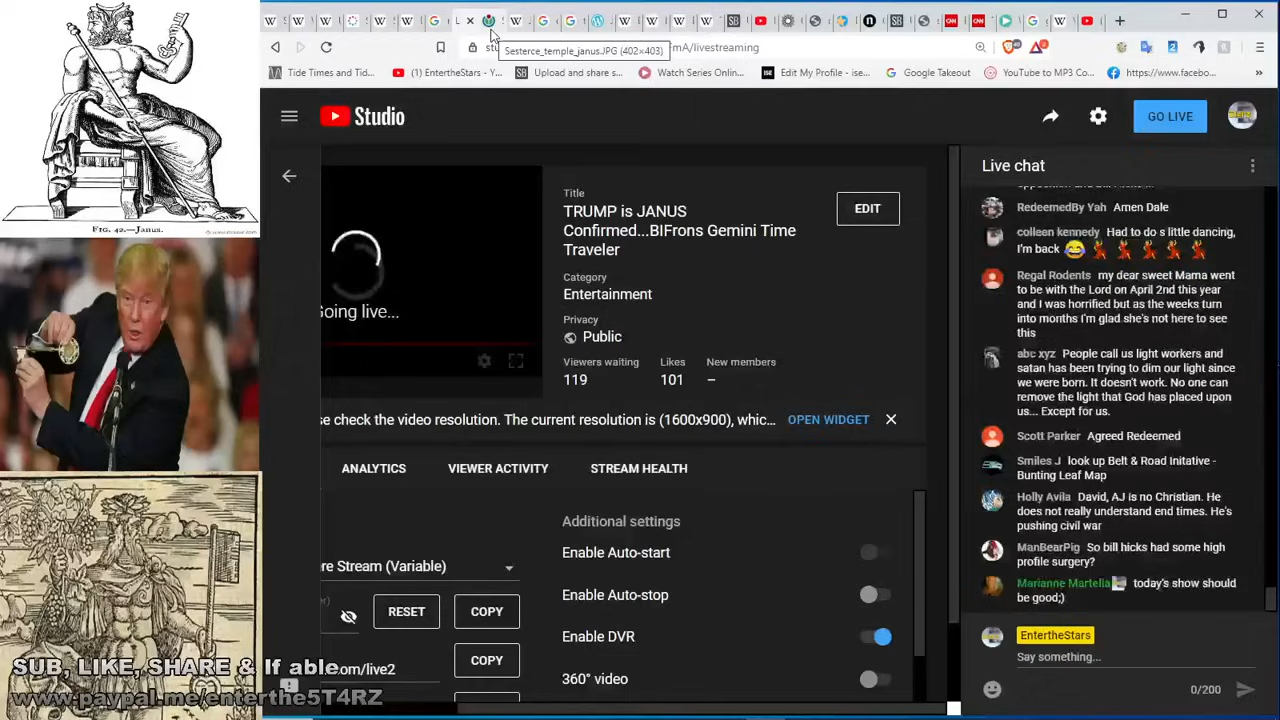 Sesterce_temple_janus.JPG (402×403)
mA/livestreaming
Tide Times and Tid...
(1) EntertheStars - Y...
Upload and share s...
Watch Series Onlin...
Edit My Profile - ise...
Google Takeout
YouTube to MP3 Co...
https://www.facebo...
»
FIG. 42.—Janus.
Studio
GO LIVE
Going live...
Title
TRUMP is JANUS
Confirmed...BIFrons Gemini Time
Traveler
EDIT
Category
Entertainment
Privacy
Public
Viewers waiting
Likes
New members
119
101
–
se check the video resolution. The current resolution is (1600x900), whic...
OPEN WIDGET
ANALYTICS
VIEWER ACTIVITY
STREAM HEALTH
re Stream (Variable)
RESET
COPY
.com/live2
COPY
Additional settings
Enable Auto-start
Enable Auto-stop
Enable DVR
360° video
Live chat
RedeemedBy Yah Amen Dale
colleen kennedy Had to do s little dancing,
I'm back 😂 💃 💃 💃 💃 💃
Regal Rodents my dear sweet Mama went
to be with the Lord on April 2nd this year
and I was horrified but as the weeks turn
into months I'm glad she's not here to see
this
abc xyz People call us light workers and
satan has been trying to dim our light since
we were born. It doesn't work. No one can
remove the light that God has placed upon
us... Except for us.
Scott Parker Agreed Redeemed
Smiles J look up Belt & Road Initative -
Bunting Leaf Map
Holly Avila David, AJ is no Christian. He
does not really understand end times. He's
pushing civil war
ManBearPig So bill hicks had some high
profile surgery?
Marianne Martella today's show should
be good;)
EntertheStars
Say something...
0/200
SUB, LIKE, SHARE & If able
www.paypal.me/enterthe5T4RZ